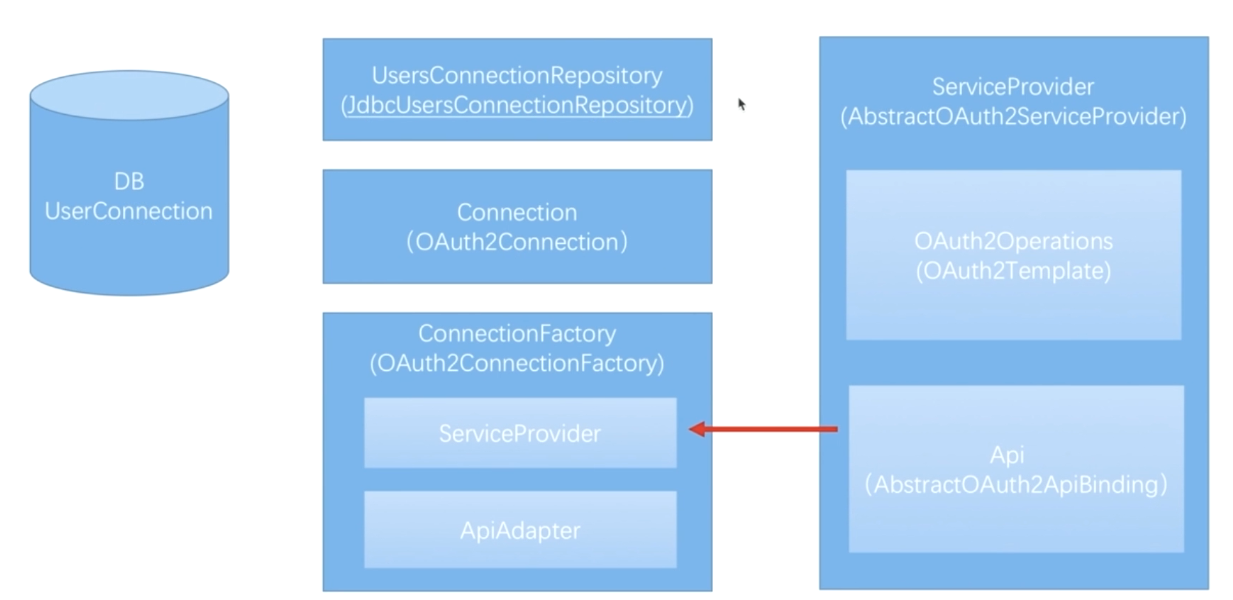 DB
UserConnection
UsersConnectionRepository
(JdbcUsersConnectionRepository)
Connection
（OAuth2Connection）
ConnectionFactory
(OAuth2ConnectionFactory)
ServiceProvider
ApiAdapter
ServiceProvider
(AbstractOAuth2ServiceProvider)
OAuth2Operations
(OAuth2Template)
Api
（AbstractOAuth2ApiBinding）